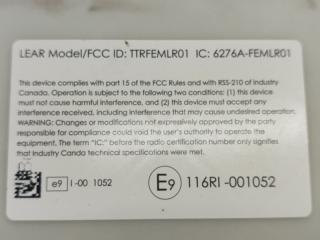 LEAR Model/FCC ID: TTRFEMLR01 IC: 6276A-FEMLR01
This device complies with part 15 of the FCC Rules and with RSS-210 of Industry
Canada. Operation is subject to the following two conditions: (1) this device
must not cause harmful interference, and (2) this device must accept any
interference received, including interference that may cause undesired operation.
WARNING: Changes or modifications not expressively approved by the party
responsible for compliance could void the user's authority to operate the
equipment. The term "IC:" before the radio certification number only signifies
that Industry Canda technical specifications were met.
e9 I -00 1052
E9 116RI -001052